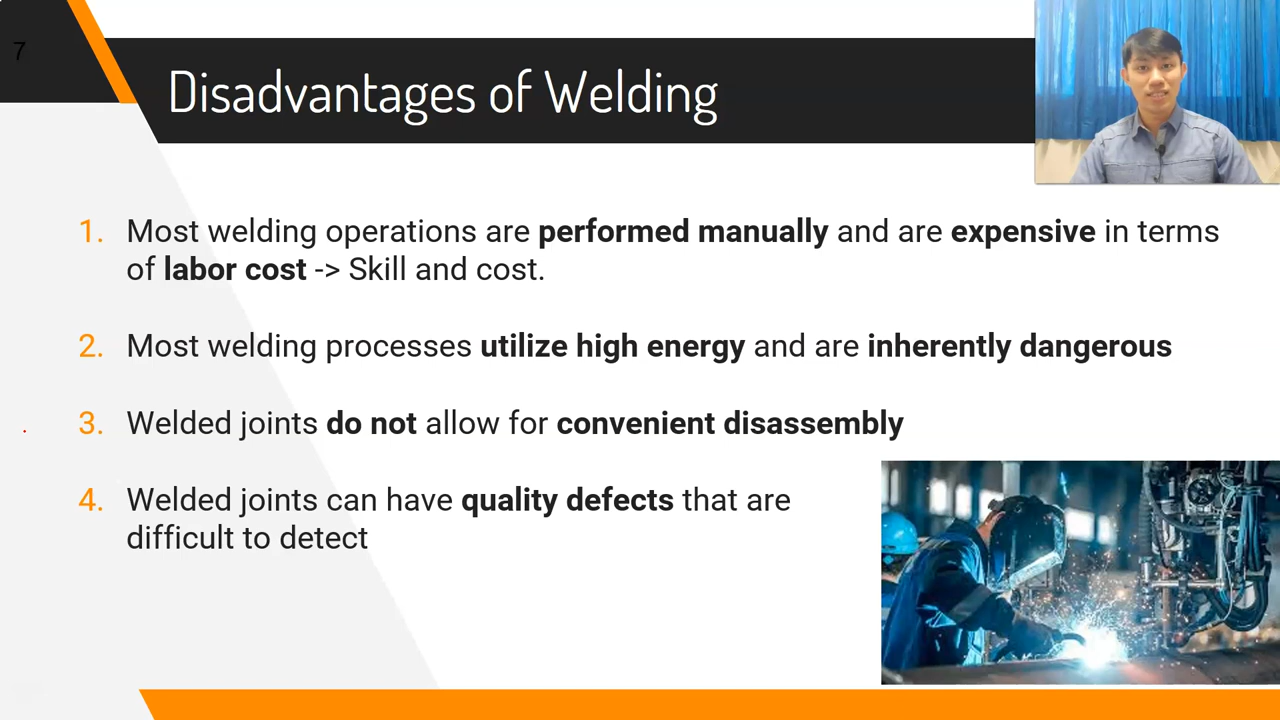 7
Disadvantages of Welding
1. Most welding operations are performed manually and are expensive in terms
of labor cost -> Skill and cost.
2. Most welding processes utilize high energy and are inherently dangerous
3. Welded joints do not allow for convenient disassembly
4. Welded joints can have quality defects that are
difficult to detect